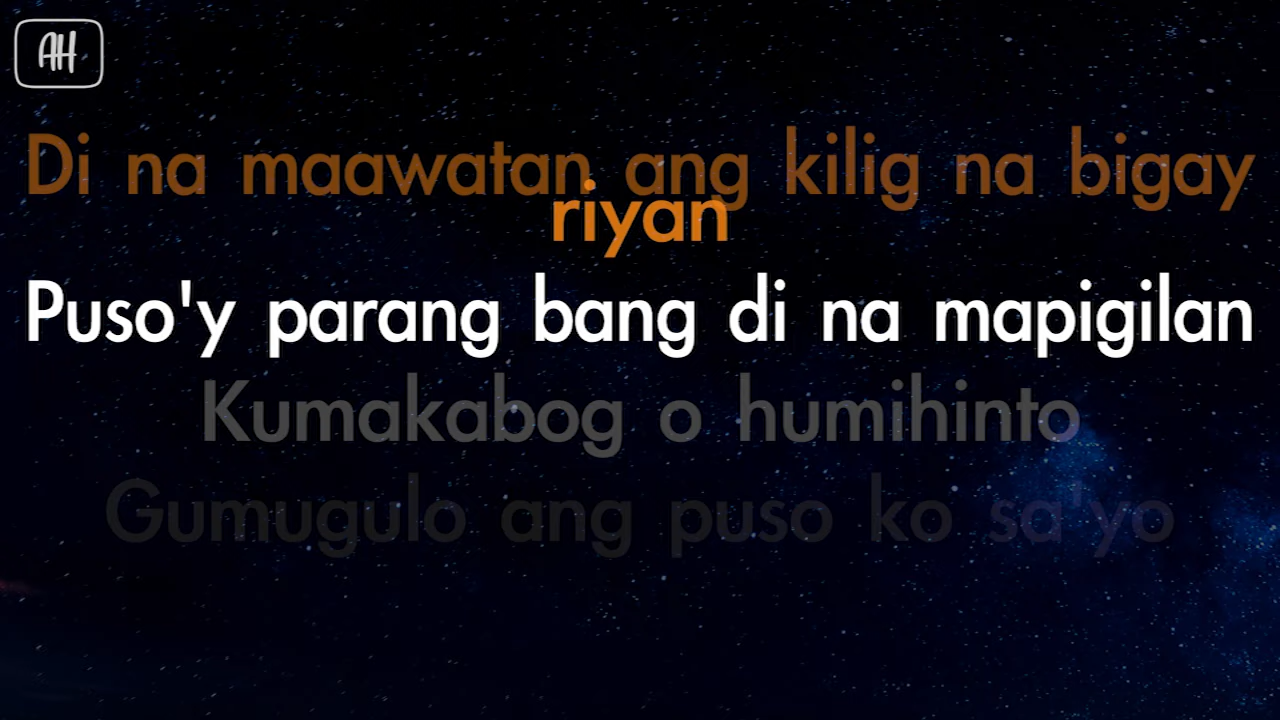 AH
Di na maawatan ang kilig na bigay
riyan
Puso'y parang bang di na mapigilan
Kumakabog o humihinto
Gumugulo ang puso ko sa'yo